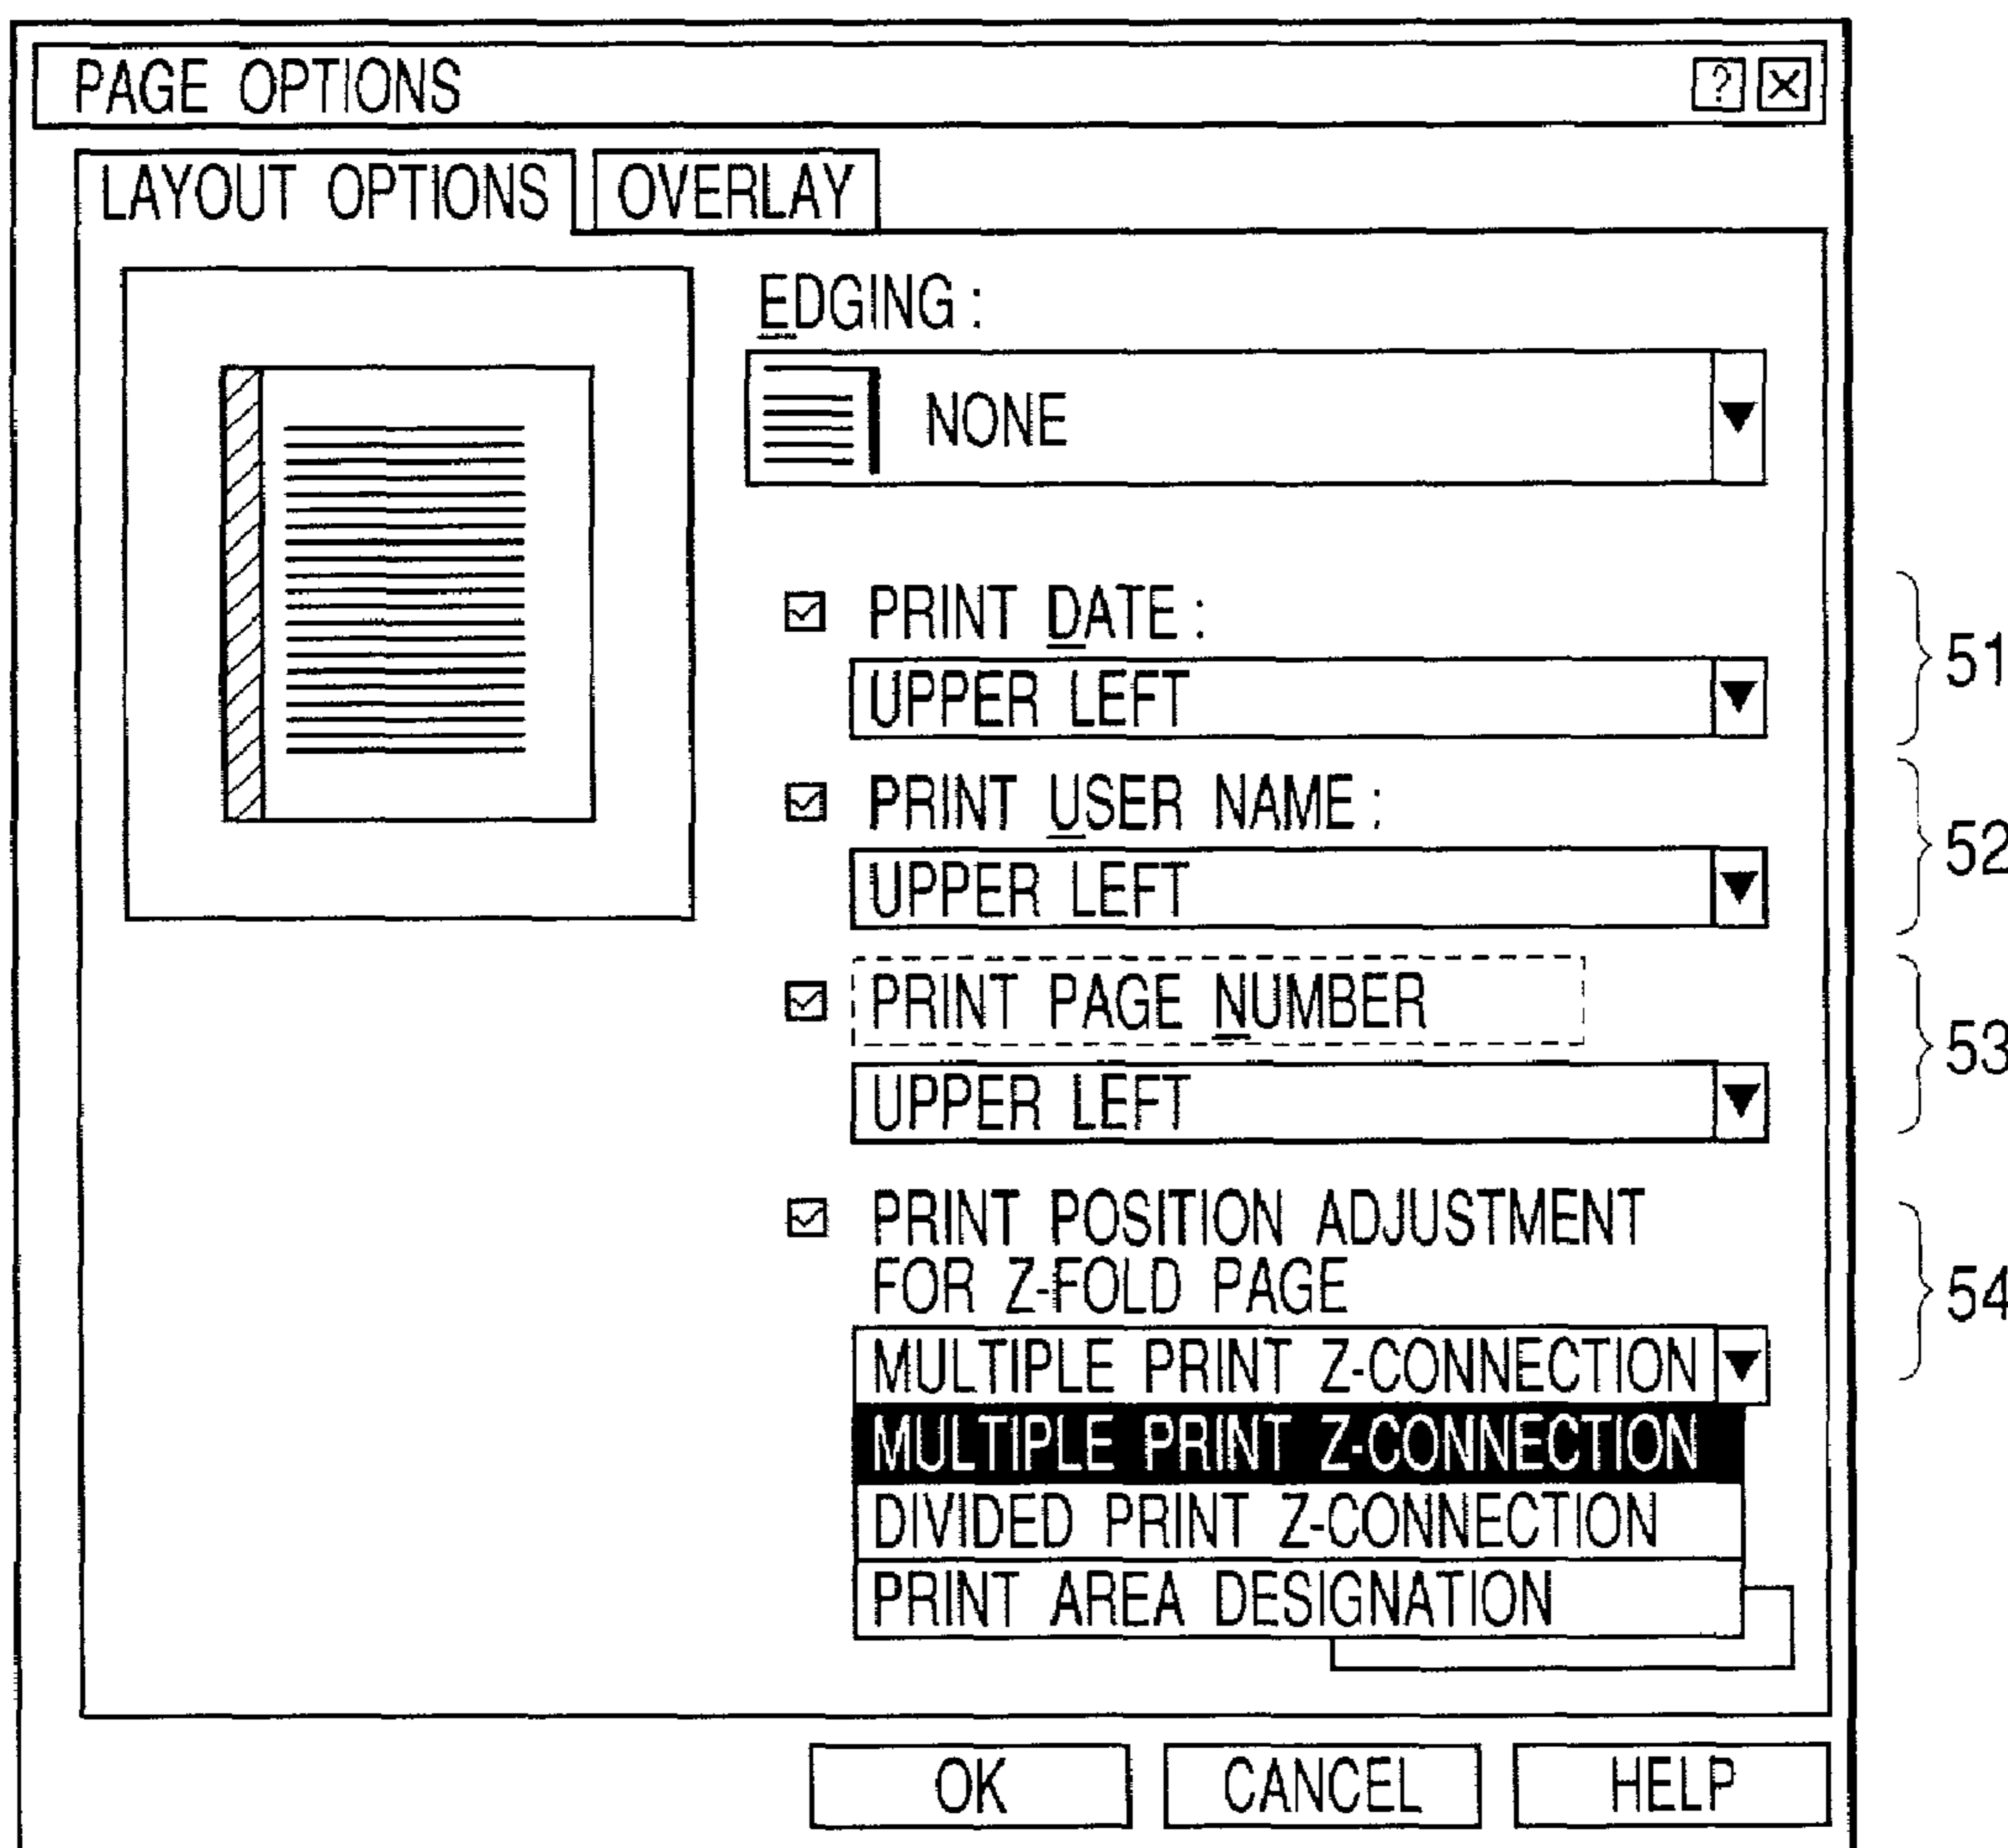 PAGE OPTIONS ? X
LAYOUT OPTIONS OVERLAY
EDGING :
NONE
PRINT DATE :
UPPER LEFT
51
PRINT USER NAME :
UPPER LEFT
52
PRINT PAGE NUMBER
UPPER LEFT
53
PRINT POSITION ADJUSTMENT
FOR Z-FOLD PAGE
54
MULTIPLE PRINT Z-CONNECTION
MULTIPLE PRINT Z-CONNECTION
DIVIDED PRINT Z-CONNECTION
PRINT AREA DESIGNATION
OK CANCEL HELP